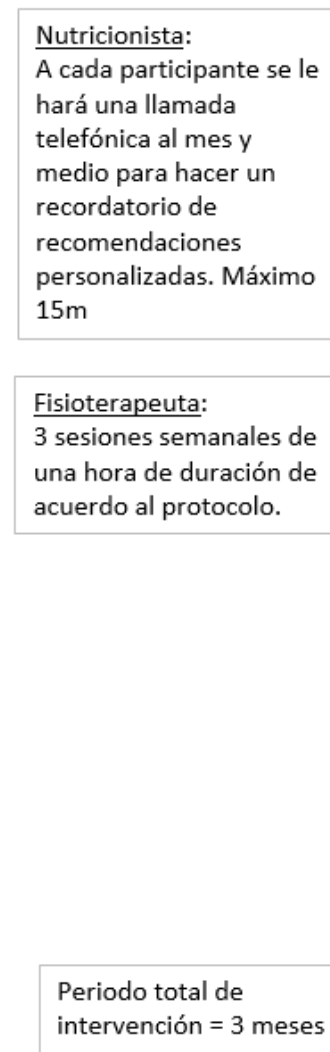 Nutricionista:
A cada participante se le
hará una llamada
telefónica al mes y
medio para hacer un
recordatorio de
recomendaciones
personalizadas. Máximo
15m
Fisioterapeuta:
3 sesiones semanales de
una hora de duración de
acuerdo al protocolo.
Periodo total de
intervención = 3 meses